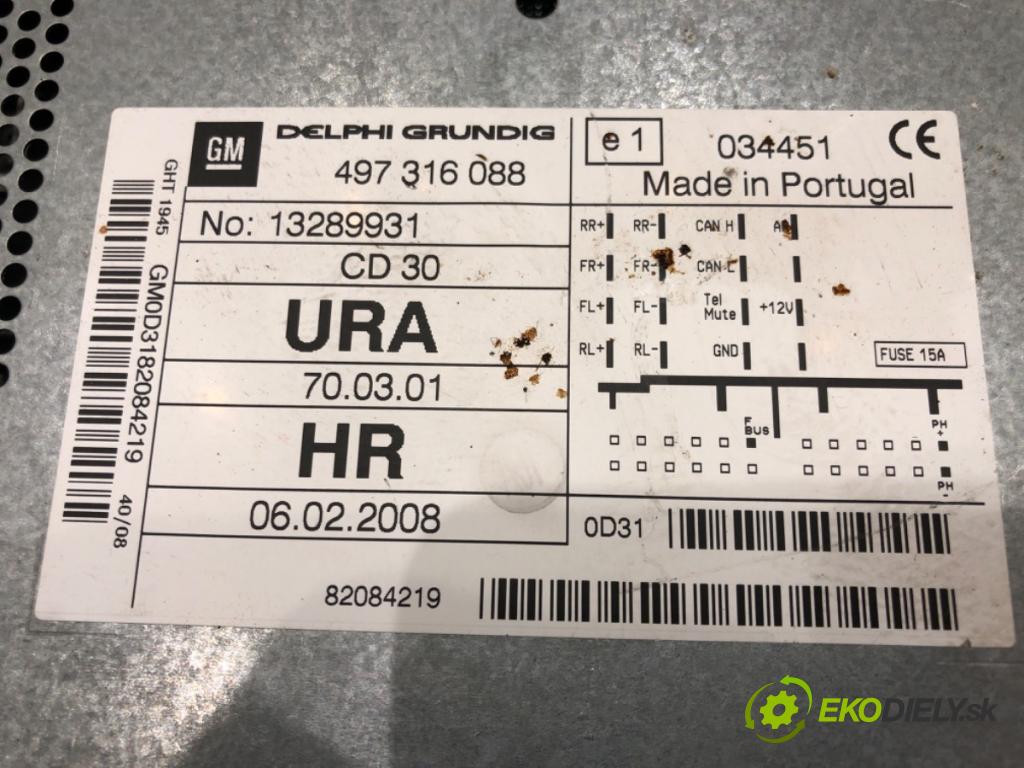 GM
DELPHI GRUNDIG
497 316 088
e 1
034451
CE
Made in Portugal
No: 13289931
CD 30
URA
70.03.01
HR
06.02.2008
GHT 1945
GM0D3182084219
40/08
RR+ RR- CAN H
FR+ FR- CAN L
FL+ FL- Tel Mute +12V
RL+ RL- GND
FUSE 15A
F BUS
PH +
PH -
0D31
82084219
EKODIELY.sk